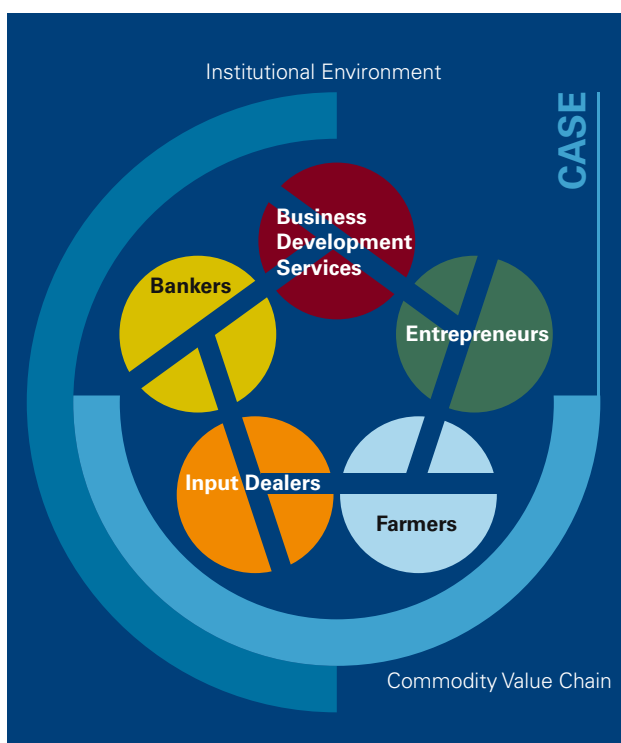 Institutional Environment
CASE
Business
Development
Services
Bankers
Entrepreneurs
Input Dealers
Farmers
Commodity Value Chain